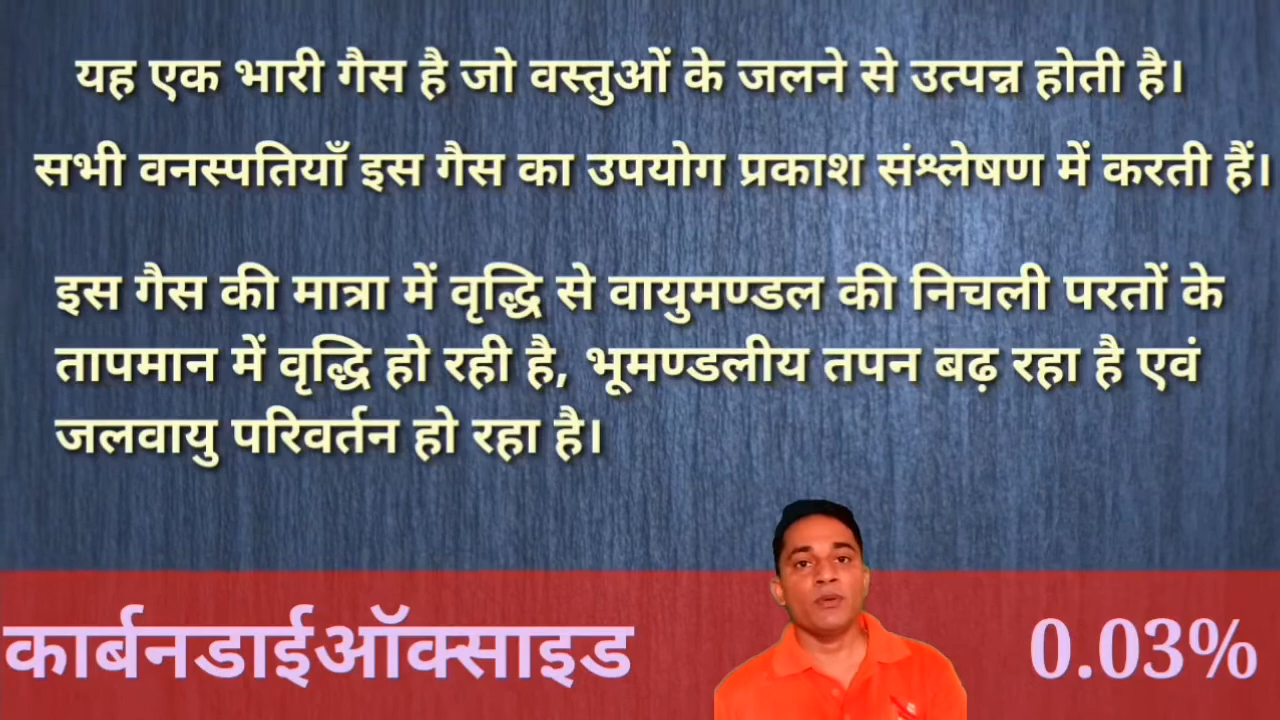 यह एक भारी गैस है जो वस्तुओं के जलने से उत्पन्न होती है।
सभी वनस्पतियाँ इस गैस का उपयोग प्रकाश संश्लेषण में करती हैं।
इस गैस की मात्रा में वृद्धि से वायुमण्डल की निचली परतों के
तापमान में वृद्धि हो रही है, भूमण्डलीय तपन बढ़ रहा है एवं
जलवायु परिवर्तन हो रहा है।
कार्बनडाईऑक्साइड
0.03%